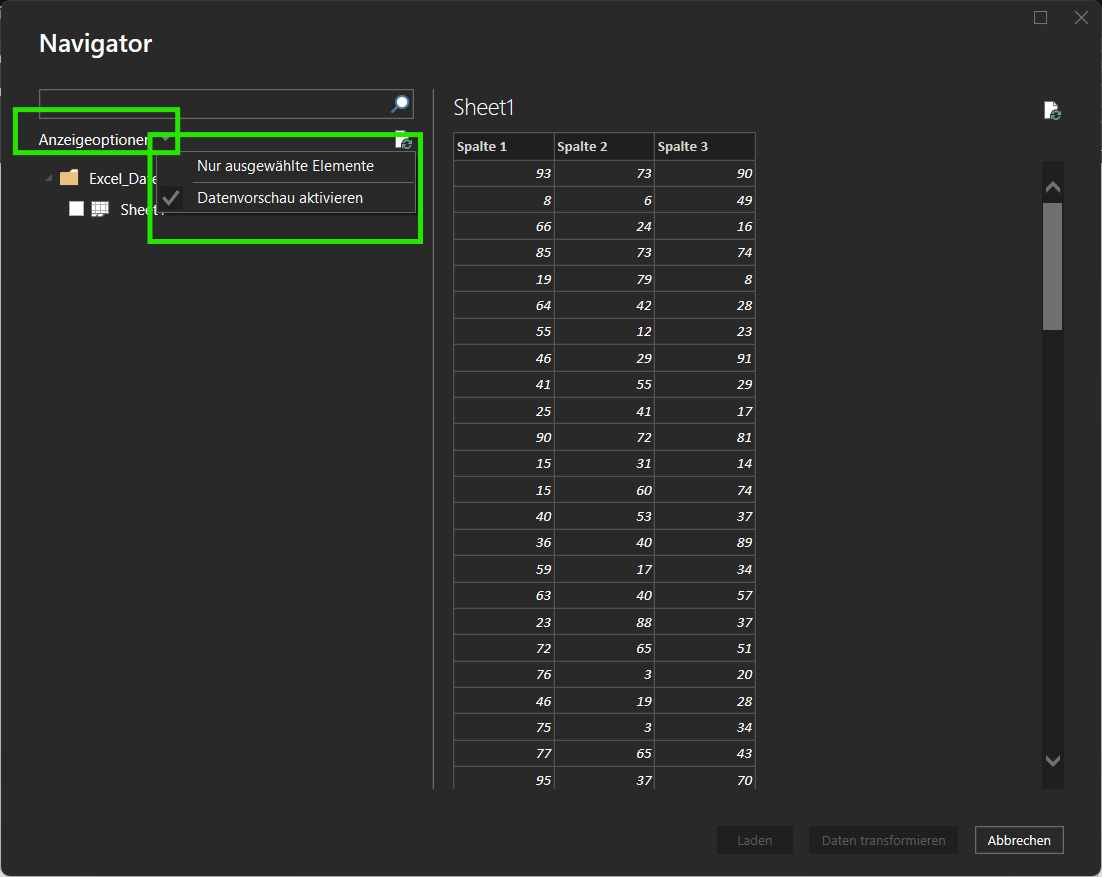 Navigator
Anzeigeoptionen
Nur ausgewählte Elemente
Datenvorschau aktivieren
Excel_Date
Sheet1
Sheet1
Spalte 1 Spalte 2 Spalte 3
93 73 90
8 6 49
66 24 16
85 73 74
19 79 8
64 42 28
55 12 23
46 29 91
41 55 29
25 41 17
90 72 81
15 31 14
15 60 74
40 53 37
36 40 89
59 17 34
63 40 57
23 88 37
72 65 51
76 3 20
46 19 28
75 3 34
77 65 43
95 37 70
Laden
Daten transformieren
Abbrechen